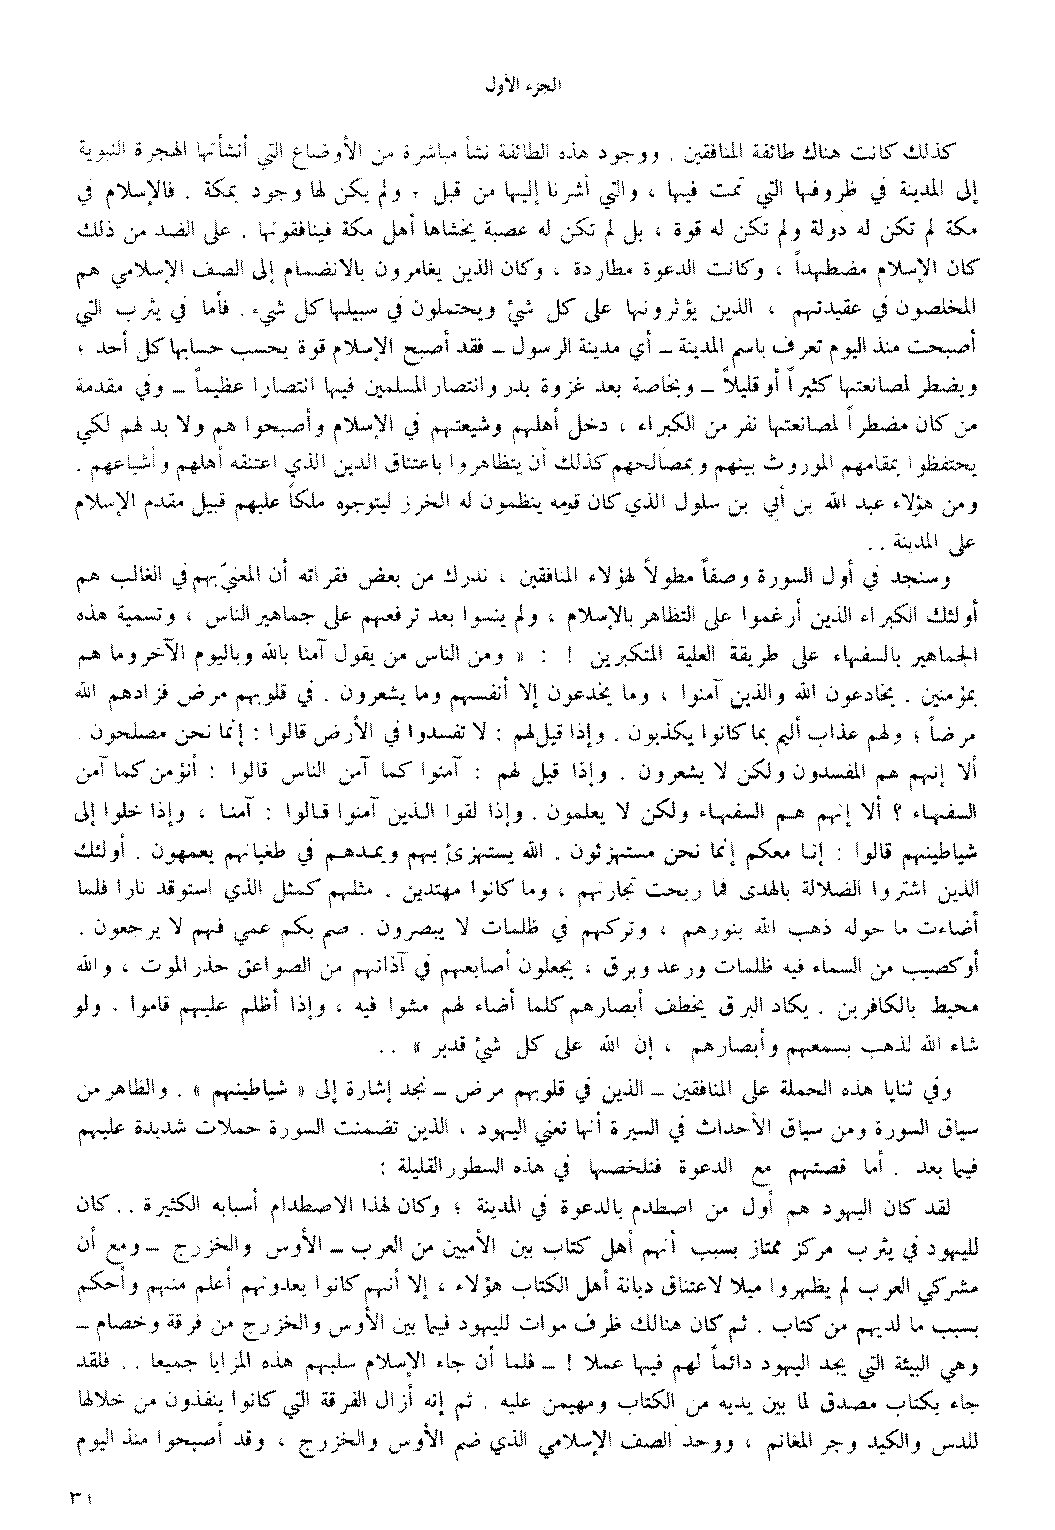 الجزء الأول
كذلك كانت هناك طائفة المنافقين . ووجود هذه الطائفة نشأ مباشرة من الأوضاع التي أنشأتها الهجرة النبوية
إلى المدينة في ظروفها التي تمت فيها ، والتي أشرنا إليها من قبل ، ولم يكن لها وجود بمكة . فالإسلام في
مكة لم تكن له دولة ولم تكن له قوة ، بل لم تكن له عصبة يخشاها أهل مكة فينافقونها . على الضد من ذلك
كان الإسلام مضطهداً ، وكانت الدعوة مطاردة ، وكان الذين يغامرون بالانضمام إلى الصف الإسلامي هم
المخلصون في عقيدتهم ، الذين يؤثرونها على كل شيء ويحتملون في سبيلها كل شيء . فأما في يثرب التي
أصبحت منذ اليوم تعرف باسم المدينة – أي مدينة الرسول – فقد أصبح الإسلام قوة يحسب حسابها كل أحد ،
ويضطر لمصانعتها كثيراً أو قليلاً – وبخاصة بعد غزوة بدر وانتصار المسلمين فيها انتصارا عظيماً – وفي مقدمة
من كان مضطراً لمصانعتها نفر من الكبراء ، دخل أهلهم وشيعتهم في الإسلام وأصبحوا هم ولا بد لهم لكي
يحتفظوا بمقامهم الموروث بينهم وبمصالحهم كذلك أن يتظاهروا باعتناق الدين الذي اعتنقه أهلهم وأشياعهم .
ومن هؤلاء عبد الله بن أبي بن سلول الذي كان قومه ينظمون له الخرز ليتوجوه ملكاً عليهم قبيل مقدم الإسلام
على المدينة . .
وسنجد في أول السورة وصفاً مطولاً لهؤلاء المنافقين ، ندرك من بعض فقراته أن المعنيّ بهم في الغالب هم
أولئك الكبراء الذين أرغموا على التظاهر بالإسلام ، ولم ينسوا بعد ترفعهم على جماهير الناس ، وتسمية هذه
الجماهير بالسفهاء على طريقة العلية المتكبرين ! : « ومن الناس من يقول آمنا بالله وباليوم الآخر وما هم
بمؤمنين . يخادعون الله والذين آمنوا ، وما يخدعون إلا أنفسهم وما يشعرون . في قلوبهم مرض فزادهم الله
مرضاً ؛ ولهم عذاب أليم بما كانوا يكذبون . وإذا قيل لهم : لا تفسدوا في الأرض قالوا : إنما نحن مصلحون .
ألا إنهم هم المفسدون ولكن لا يشعرون . وإذا قيل لهم : آمنوا كما آمن الناس قالوا : أنؤمن كما آمن
السفهاء ؟ ألا إنهم هم السفهاء ولكن لا يعلمون . وإذا لقوا الذين آمنوا قالوا : آمنا ، وإذا خلوا إلى
شياطينهم قالوا : إنا معكم إنما نحن مستهزئون . الله يستهزئ بهم ويمدهم في طغيانهم يعمهون . أولئك
الذين اشتروا الضلالة بالهدى فما ربحت تجارتهم ، وما كانوا مهتدين . مثلهم كمثل الذي استوقد نارا فلما
أضاءت ما حوله ذهب الله بنورهم ، وتركهم في ظلمات لا يبصرون . صم بكم عمي فهم لا يرجعون .
أو كصيب من السماء فيه ظلمات ورعد وبرق ، يجعلون أصابعهم في آذانهم من الصواعق حذر الموت ، والله
محيط بالكافرين . يكاد البرق يخطف أبصارهم كلما أضاء لهم مشوا فيه ، وإذا أظلم عليهم قاموا . ولو
شاء الله لذهب بسمعهم وأبصارهم ، إن الله على كل شيء قدير » . .
وفي ثنايا هذه الحملة على المنافقين – الذين في قلوبهم مرض – نجد إشارة إلى « شياطينهم » . والظاهر من
سياق السورة ومن سياق الأحداث في السيرة أنها تعني اليهود ، الذين تضمنت السورة حملات شديدة عليهم
فيما بعد . أما قصتهم مع الدعوة فنلخصها في هذه السطور القليلة :
لقد كان اليهود هم أول من اصطدم بالدعوة في المدينة ؛ وكان لهذا الاصطدام أسبابه الكثيرة . . كان
لليهود في يثرب مركز ممتاز بسبب أنهم أهل كتاب بين الأميين من العرب – الأوس والخزرج – ومع أن
مشركي العرب لم يظهروا ميلا لاعتناق ديانة أهل الكتاب هؤلاء ، إلا أنهم كانوا يعدونهم أعلم منهم وأحكم
بسبب ما لديهم من كتاب . ثم كان هنالك ظرف موات لليهود فيما بين الأوس والخزرج من فرقة وخصام –
وهي البيئة التي يجد اليهود دائماً لهم فيها عملا ! – فلما أن جاء الإسلام سلبهم هذه المزايا جميعا . . فلقد
جاء بكتاب مصدق لما بين يديه من الكتاب ومهيمن عليه . ثم إنه أزال الفرقة التي كانوا ينفذون من خلالها
للدس والكيد وجر المغانم ، ووحد الصف الإسلامي الذي ضم الأوس والخزرج ، وقد أصبحوا منذ اليوم
٣١